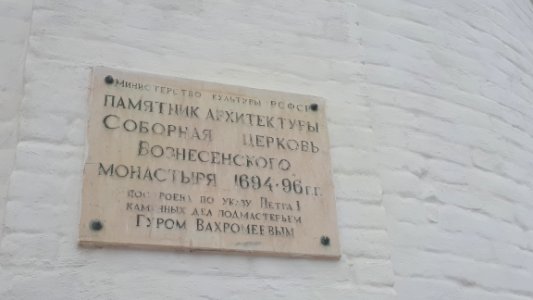 Министерство культуры РСФСР
Памятник архитектуры
Соборная церковь
Вознесенского
монастыря 1694-96 г.г.
построена по указу Петра I
каменных дел подмастерьем
Гуром Вахромеевым